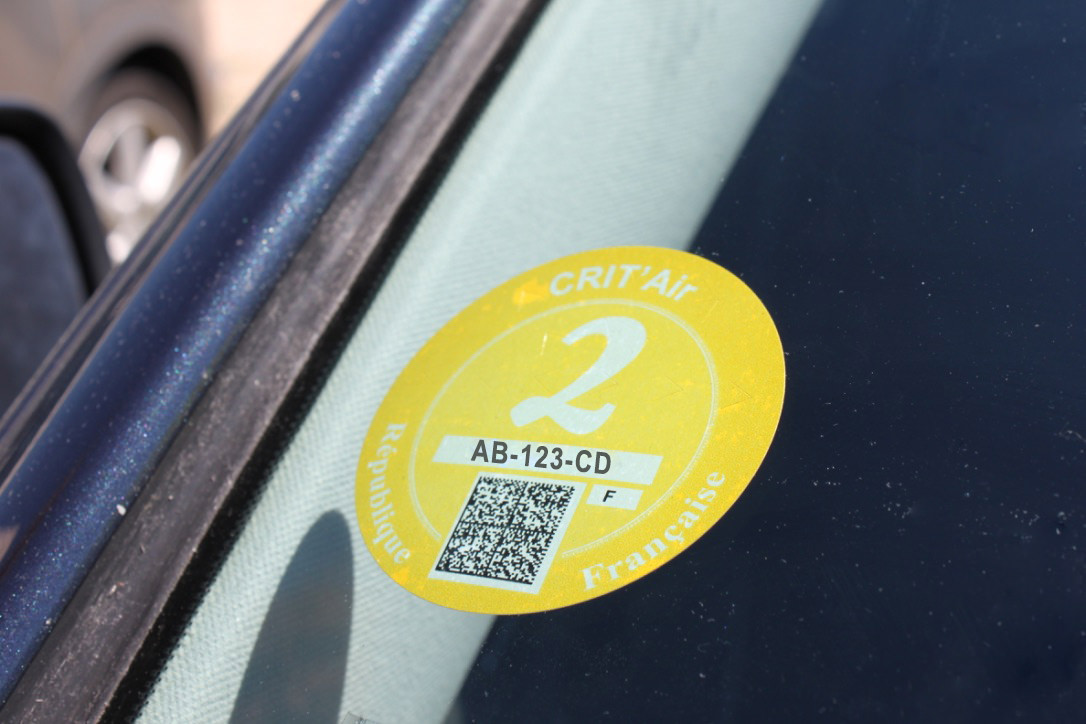 CRIT'Air
2
AB-123-CD
F
République
Française